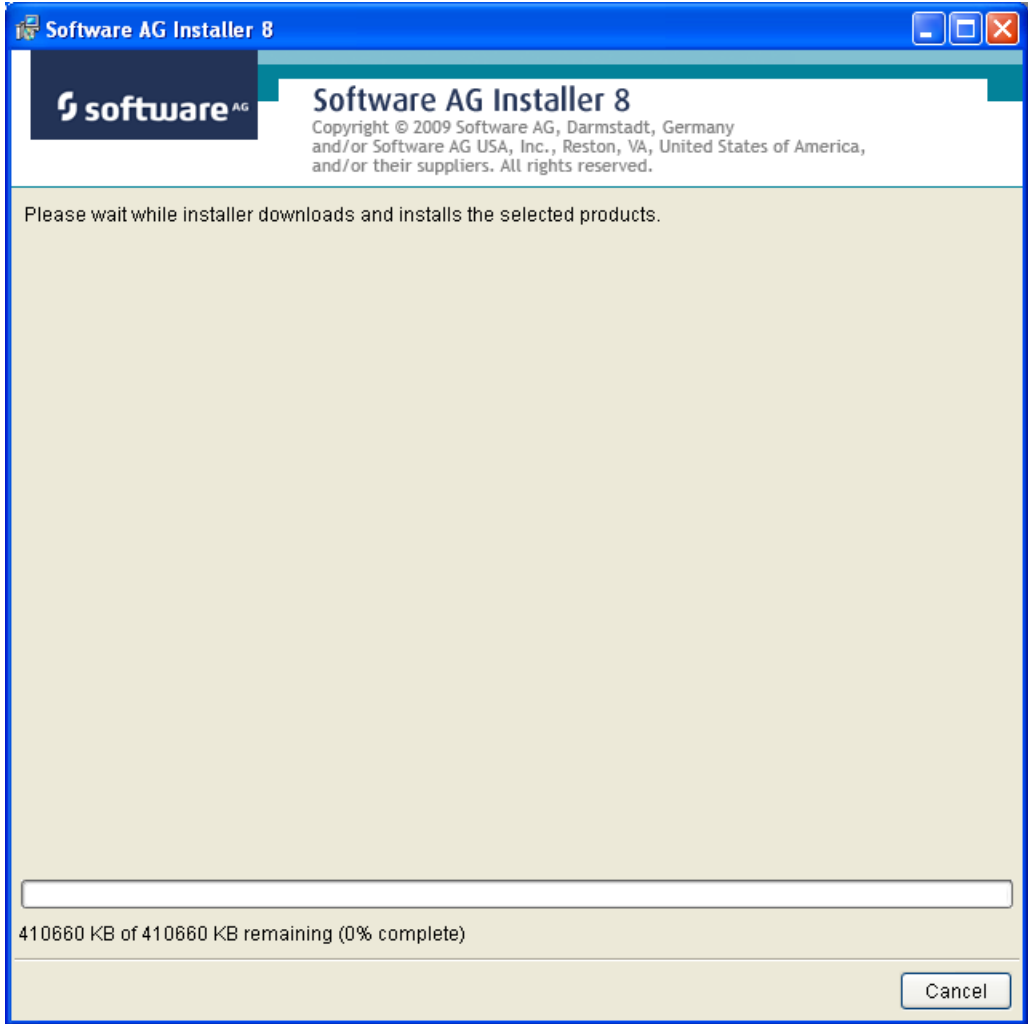 Software AG Installer 8
software AG
Software AG Installer 8
Copyright © 2009 Software AG, Darmstadt, Germany
and/or Software AG USA, Inc., Reston, VA, United States of America,
and/or their suppliers. All rights reserved.
Please wait while installer downloads and installs the selected products.
410660 KB of 410660 KB remaining (0% complete)
Cancel